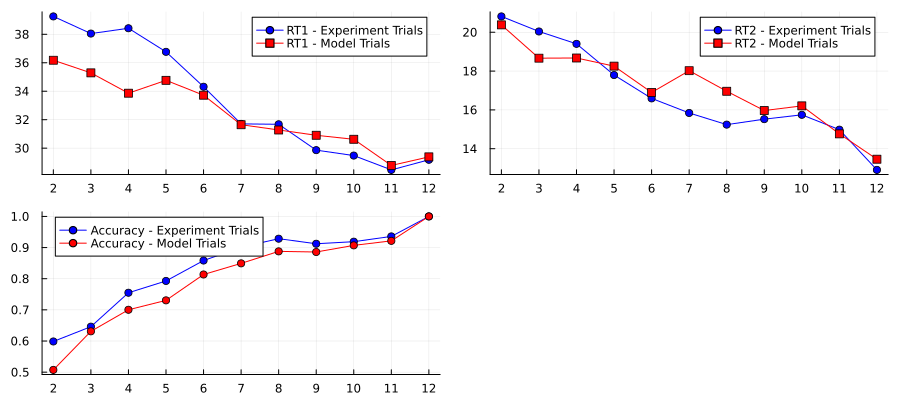 38
36
34
32
30
2 3 4 5 6 7 8 9 10 11 12
RT1 - Experiment Trials
RT1 - Model Trials
20
18
16
14
2 3 4 5 6 7 8 9 10 11 12
RT2 - Experiment Trials
RT2 - Model Trials
1.0
0.9
0.8
0.7
0.6
0.5
2 3 4 5 6 7 8 9 10 11 12
Accuracy - Experiment Trials
Accuracy - Model Trials